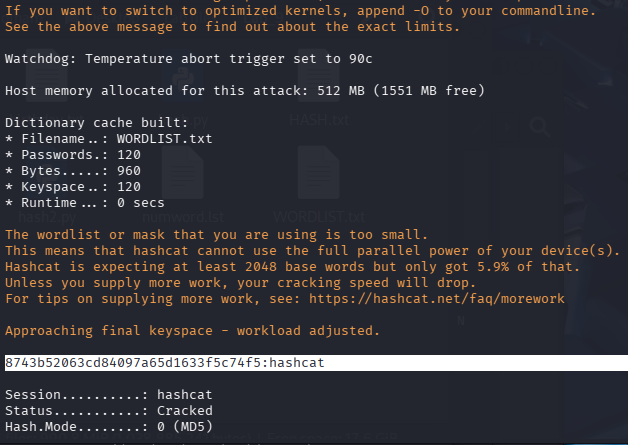 If you want to switch to optimized kernels, append -O to your commandline.
See the above message to find out about the exact limits.
Watchdog: Temperature abort trigger set to 90c
Host memory allocated for this attack: 512 MB (1551 MB free)
HASH.txt
Dictionary cache built:
* Filename..: WORDLIST.txt
* Passwords.: 120
* Bytes.....: 960
* Keyspace..: 120
* Runtime...: 0 secs
hash2.py
WORDLIST.txt
The wordlist or mask that you are using is too small.
This means that hashcat cannot use the full parallel power of your device(s).
Hashcat is expecting at least 2048 base words but only got 5.9% of that.
Unless you supply more work, your cracking speed will drop.
For tips on supplying more work, see: https://hashcat.net/faq/morework
Approaching final keyspace - workload adjusted.
8743b52063cd84097a65d1633f5c74f5:hashcat
Session..........: hashcat
Status...........: Cracked
Hash.Mode........: 0 (MD5)